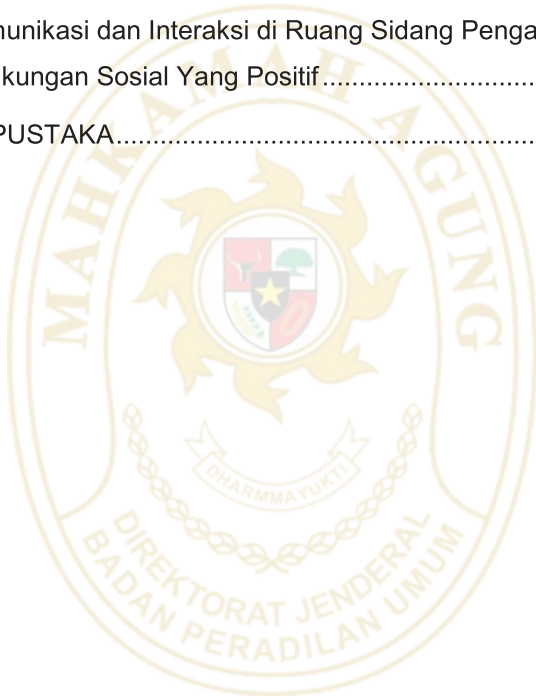 munikasi dan Interaksi di Ruang Sidang Penga
kungan Sosial Yang Positif..............................
PUSTAKA.........................................................
MAHKAMAH AGUNG
DHARMMAYUKTI
DIREKTORAT JENDERAL
BADAN PERADILAN UMUM